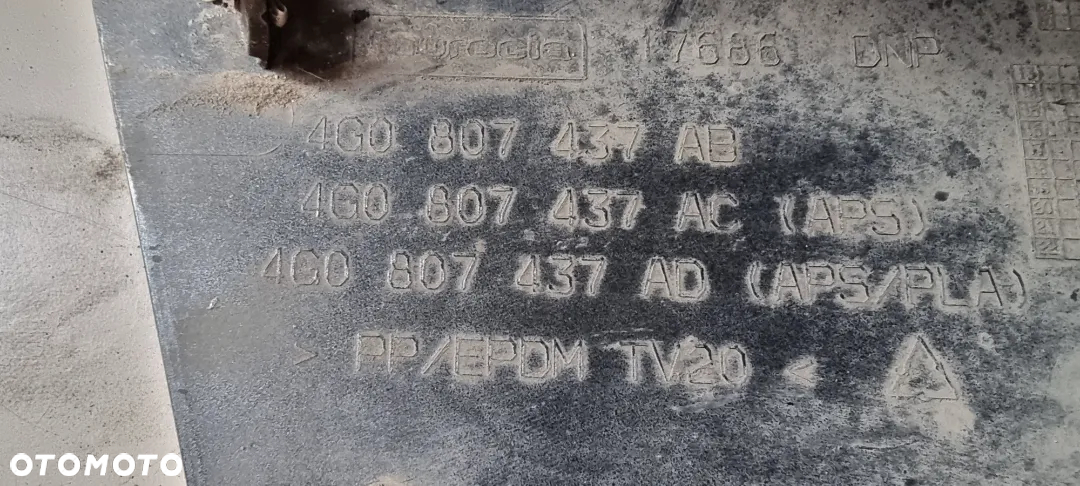 17686 DNP
4G0 807 437 AB
4G0 807 437 AC (APS)
4G0 807 437 AD (APS/PLA)
> PP/EPDM TV20 <
OTOMOTO